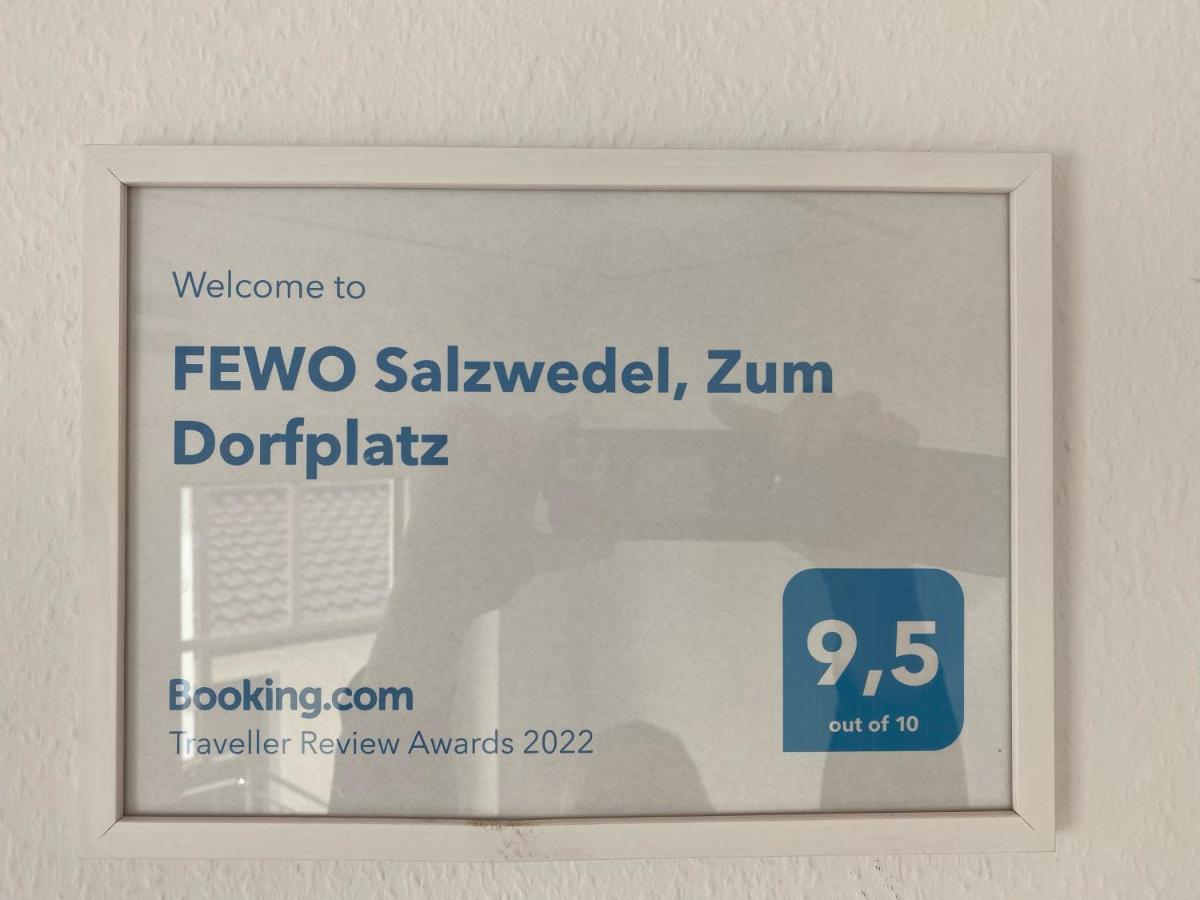 Welcome to
FEWO Salzwedel, Zum
Dorfplatz
Booking.com
Traveller Review Awards 2022
9,5
out of 10